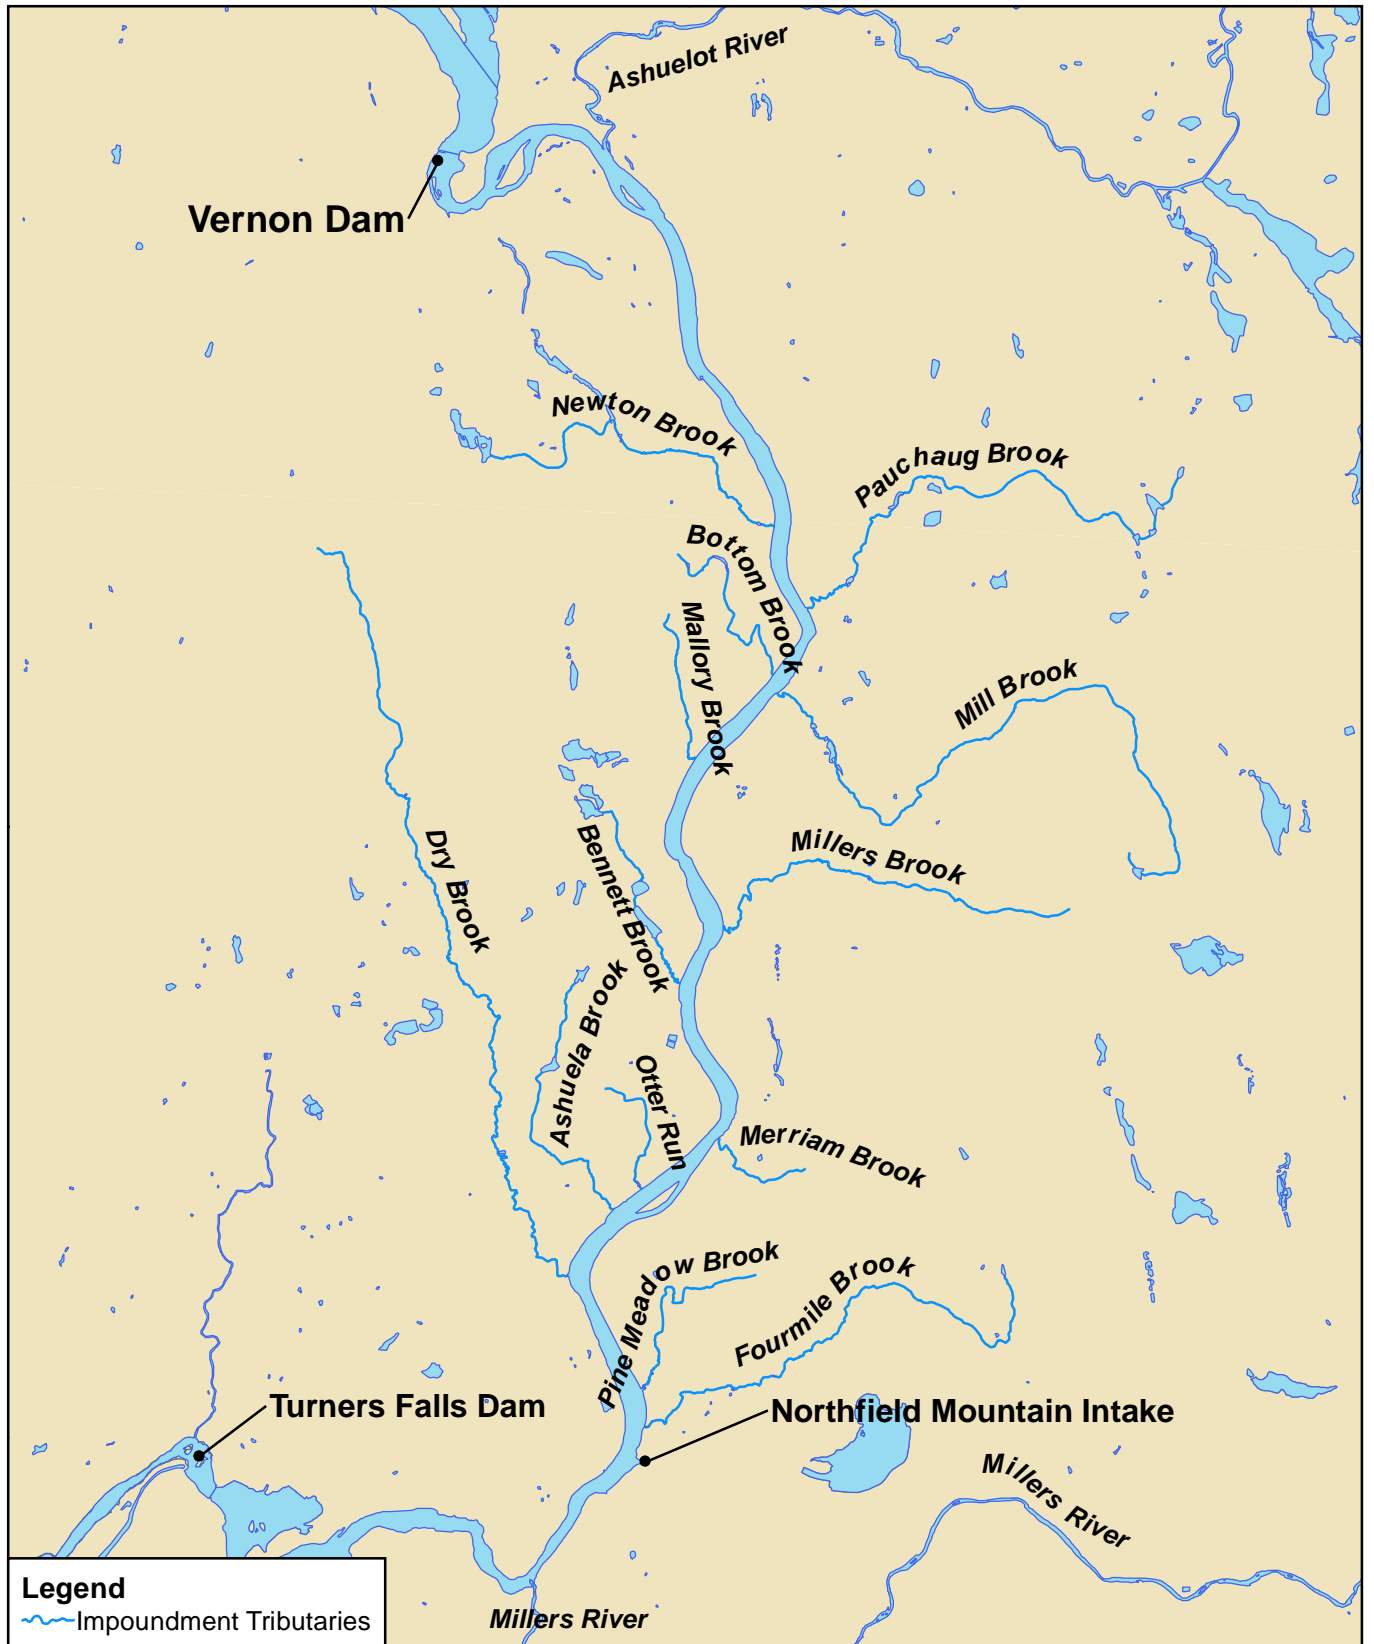 Ashuelot River
Vernon Dam
Newton Brook
Pauchaug Brook
Bottom Brook
Mallory Brook
Mill Brook
Dry Brook
Bennett Brook
Millers Brook
Ashuela Brook
Otter Run
Merriam Brook
Pine Meadow Brook
Fourmile Brook
Turners Falls Dam
Northfield Mountain Intake
Millers River
Legend
Impoundment Tributaries
Millers River